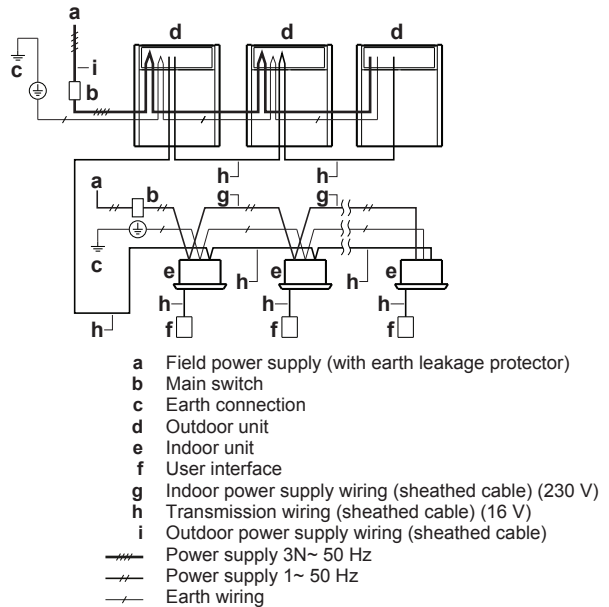 a
d
d
d
c
i
b
h
h
a
b
g
g
c
e
h
e
h
e
h
h
h
h
f
f
f
a Field power supply (with earth leakage protector)
b Main switch
c Earth connection
d Outdoor unit
e Indoor unit
f User interface
g Indoor power supply wiring (sheathed cable) (230 V)
h Transmission wiring (sheathed cable) (16 V)
i Outdoor power supply wiring (sheathed cable)
Power supply 3N~ 50 Hz
Power supply 1~ 50 Hz
Earth wiring